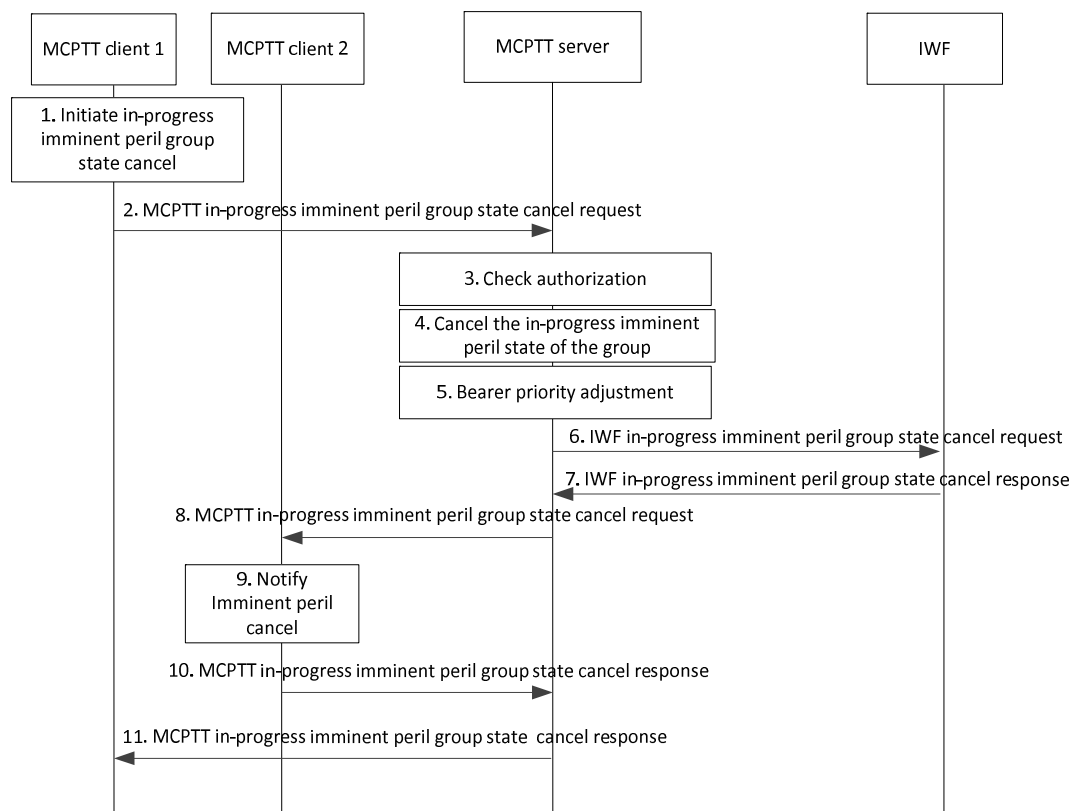 MCPTT client 1
MCPTT client 2
MCPTT server
IWF
1. Initiate in-progress
imminent peril group
state cancel
2. MCPTT in-progress imminent peril group state cancel request
3. Check authorization
4. Cancel the in-progress imminent
peril state of the group
5. Bearer priority adjustment
6. IWF in-progress imminent peril group state cancel request
7. IWF in-progress imminent peril group state cancel response
8. MCPTT in-progress imminent peril group state cancel request
9. Notify
Imminent peril
cancel
10. MCPTT in-progress imminent peril group state cancel response
11. MCPTT in-progress imminent peril group state cancel response